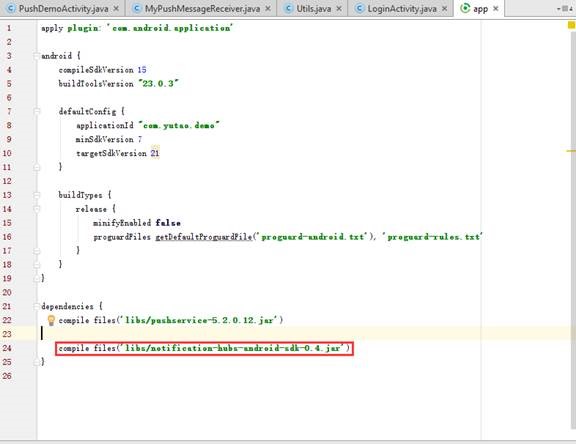 PushDemoActivity.java × MyPushMessageReceiver.java × Utils.java × LoginActivity.java × app ×
1 apply plugin: 'com.android.application'
2
3 android {
4 compileSdkVersion 15
5 buildToolsVersion "23.0.3"
6
7 defaultConfig {
8 applicationId "com.yutao.demo"
9 minSdkVersion 7
10 targetSdkVersion 21
11 }
12
13 buildTypes {
14 release {
15 minifyEnabled false
16 proguardFiles getDefaultProguardFile('proguard-android.txt'), 'proguard-rules.txt'
17 }
18 }
19 }
20
21 dependencies {
22 compile files('libs/pushservice-5.2.0.12.jar')
23
24 compile files('libs/notification-hubs-android-sdk-0.4.jar')
25 }
26